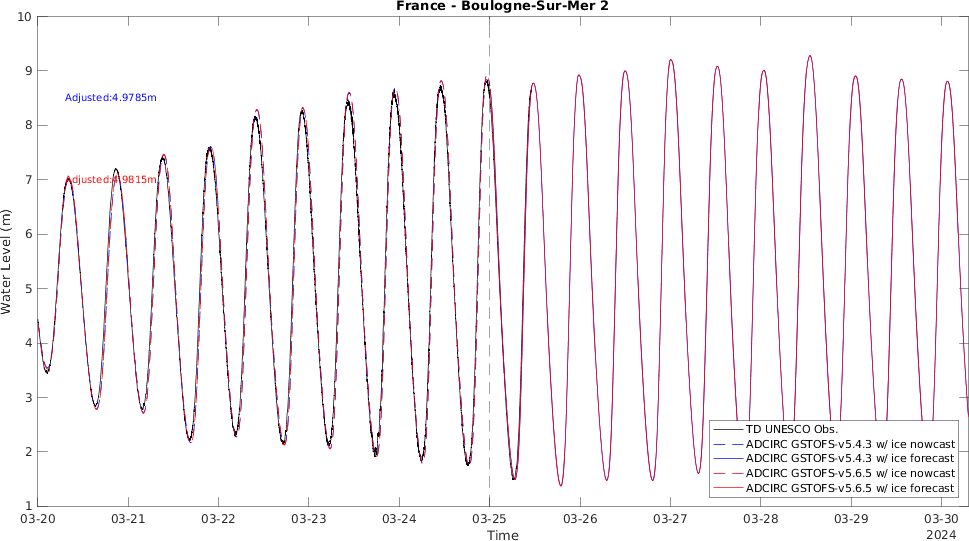 France - Boulogne-Sur-Mer 2
Water Level (m)
10
9
8
7
6
5
4
3
2
1
Adjusted:4.9785m
Adjusted:4.9815m
TD UNESCO Obs.
ADCIRC GSTOFS-v5.4.3 w/ ice nowcast
ADCIRC GSTOFS-v5.4.3 w/ ice forecast
ADCIRC GSTOFS-v5.6.5 w/ ice nowcast
ADCIRC GSTOFS-v5.6.5 w/ ice forecast
03-20 03-21 03-22 03-23 03-24 03-25 03-26 03-27 03-28 03-29 03-30
Time
2024